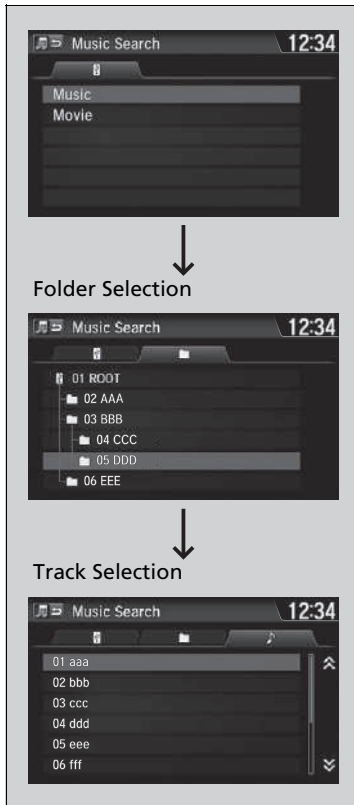 Music Search 12:34
Music
Movie
Folder Selection
Music Search 12:34
01 ROOT
02 AAA
03 BBB
04 CCC
05 DDD
06 EEE
Track Selection
Music Search 12:34
01 aaa
02 bbb
03 ccc
04 ddd
05 eee
06 fff